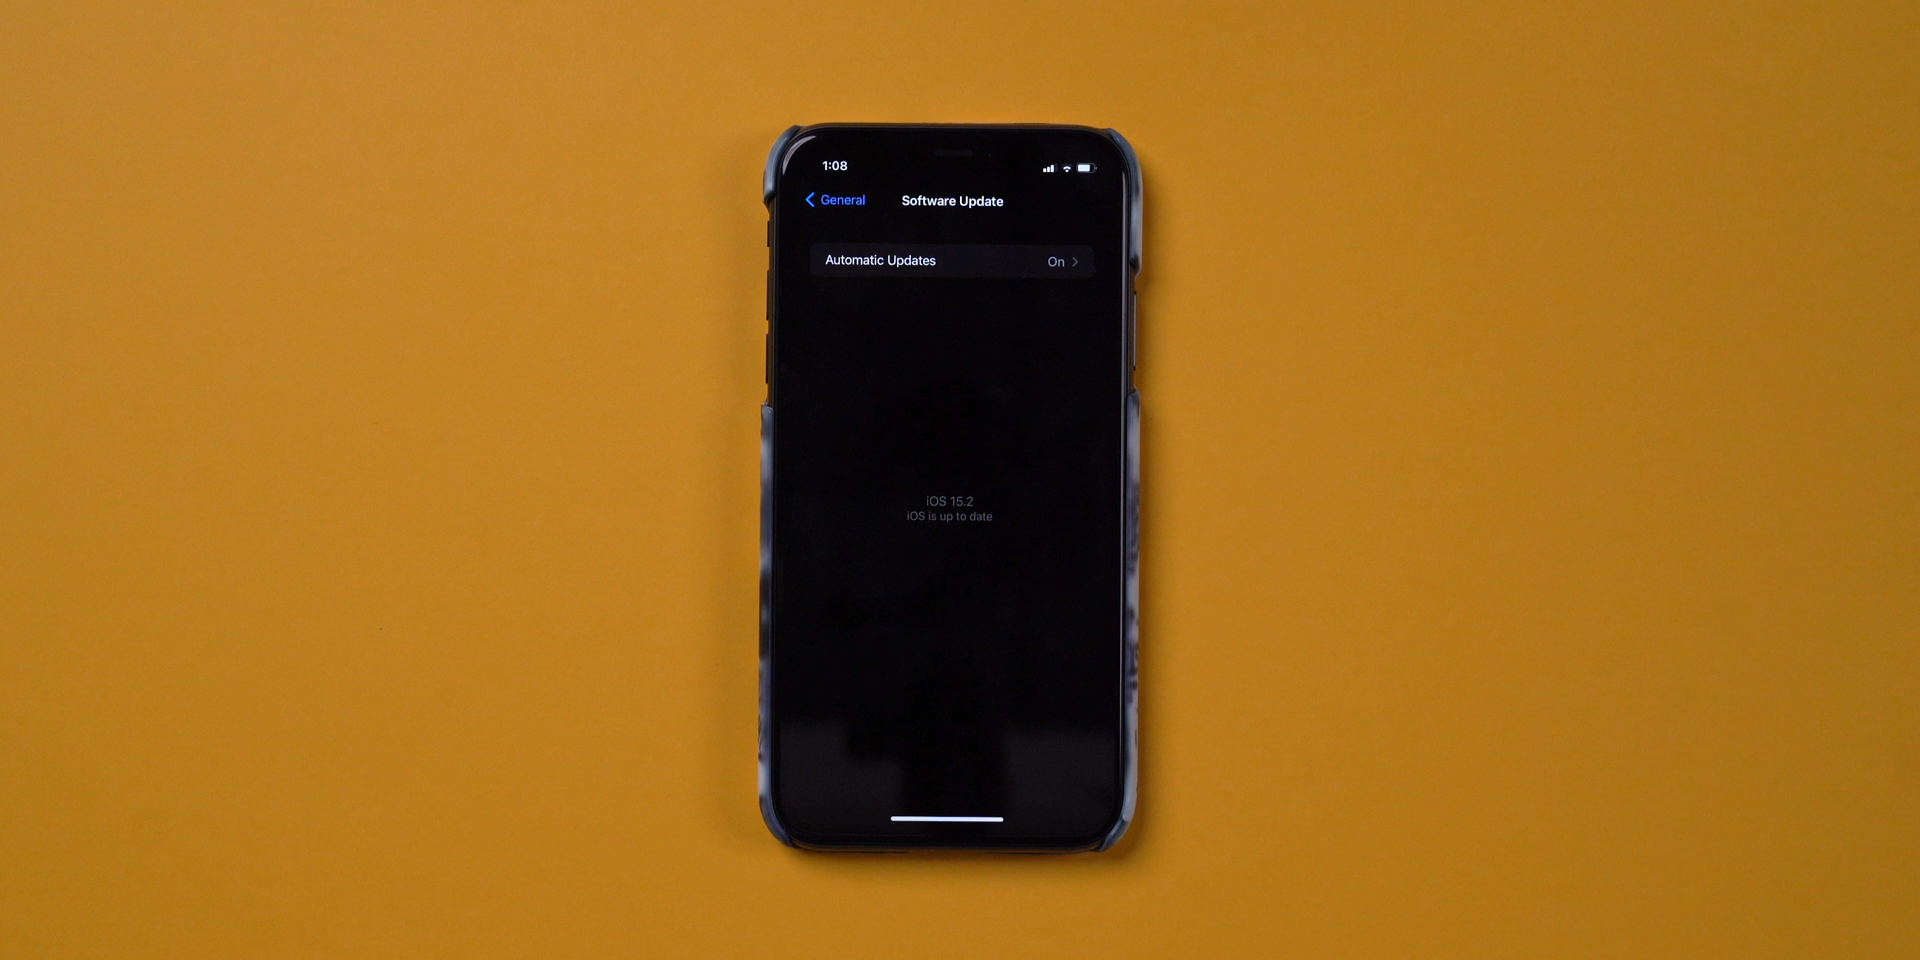 1:08
General
Software Update
Automatic Updates
On
iOS 15.2
iOS is up to date